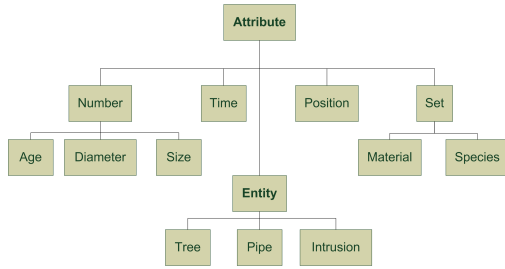 Attribute
Number
Time
Position
Set
Age
Diameter
Size
Material
Species
Entity
Tree
Pipe
Intrusion